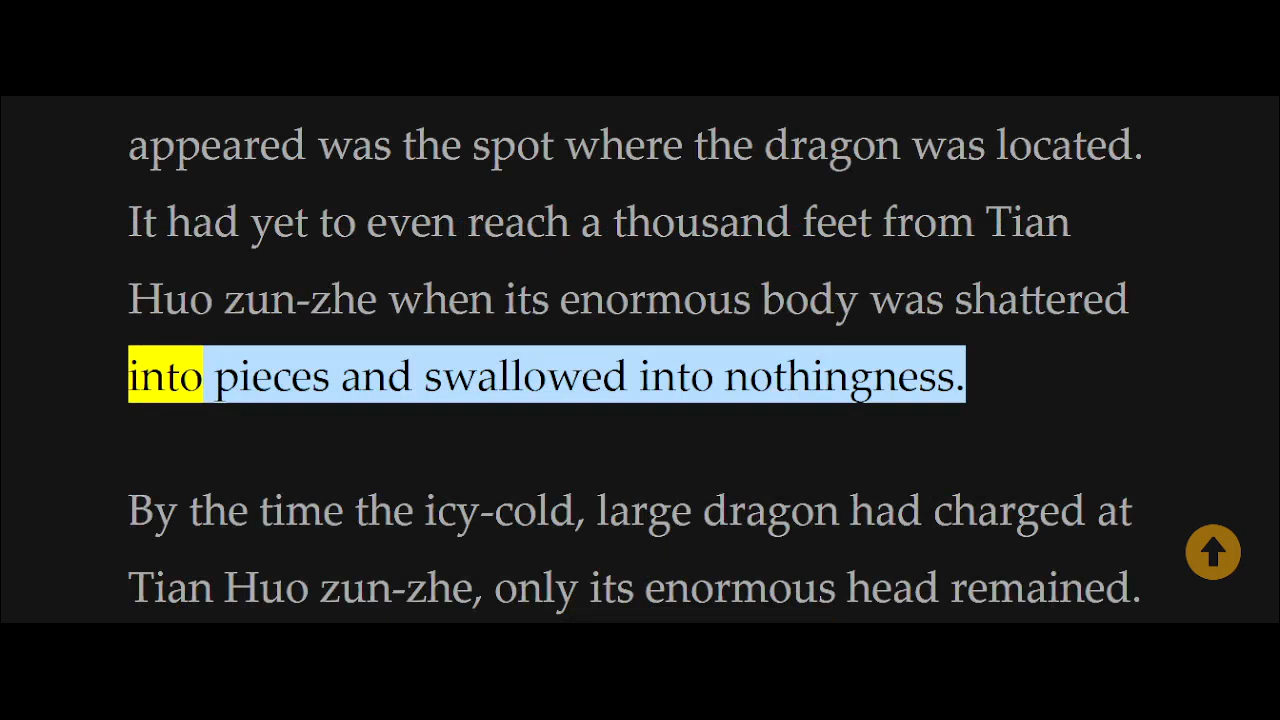 appeared was the spot where the dragon was located.
It had yet to even reach a thousand feet from Tian
Huo zun-zhe when its enormous body was shattered
into pieces and swallowed into nothingness.
By the time the icy-cold, large dragon had charged at
Tian Huo zun-zhe, only its enormous head remained.